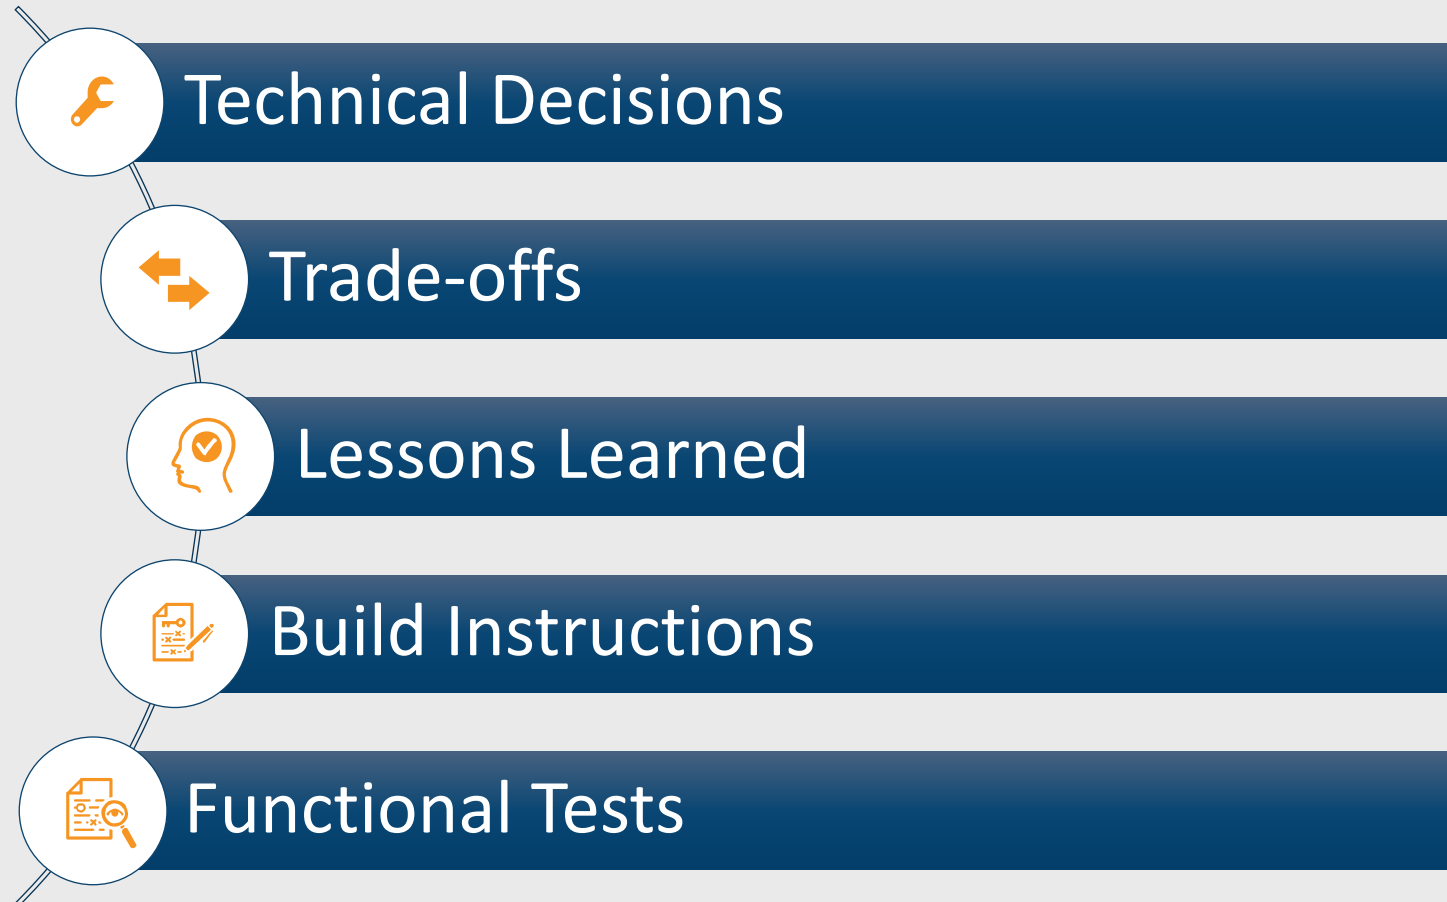 Technical Decisions
Trade-offs
Lessons Learned
Build Instructions
Functional Tests